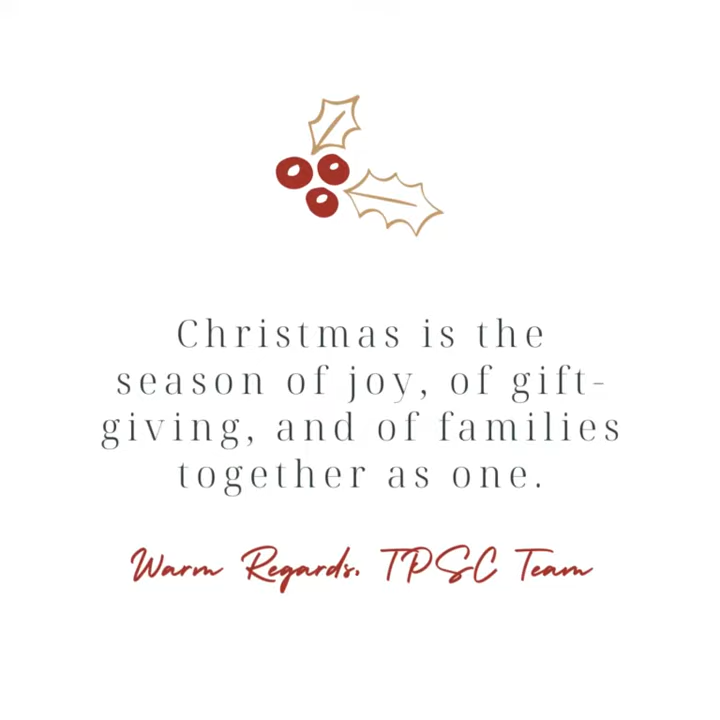 Christmas is the
season of joy, of gift-
giving, and of families
together as one.
Warm Regards, TPSC Team